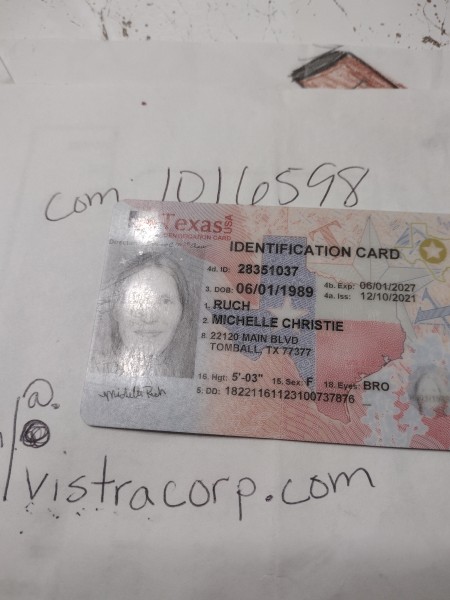 com 10116598
Texas USA
IDENTIFICATION CARD
IDENTIFICATION CARD
4d. ID: 28351037
3. DOB: 06/01/1989 4b. Exp: 06/01/2027
4a. Iss: 12/10/2021
1. RUCH
2. MICHELLE CHRISTIE
8. 22120 MAIN BLVD
TOMBALL, TX 77377
16. Hgt: 5'-03" 15. Sex: F 18. Eyes: BRO
5. DD: 18221161123100737876
a.
vistracorp.com